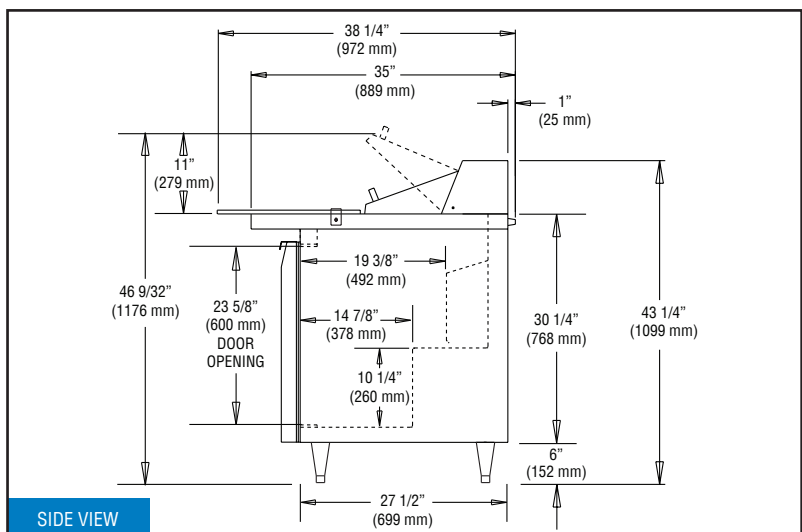 38 1/4”
(972 mm)
35”
(889 mm)
1”
(25 mm)
11”
(279 mm)
19 3/8”
(492 mm)
46 9/32”
(1176 mm)
23 5/8”
(600 mm)
DOOR
OPENING
14 7/8”
(378 mm)
30 1/4”
(768 mm)
43 1/4”
(1099 mm)
10 1/4”
(260 mm)
6”
(152 mm)
27 1/2”
(699 mm)
SIDE VIEW